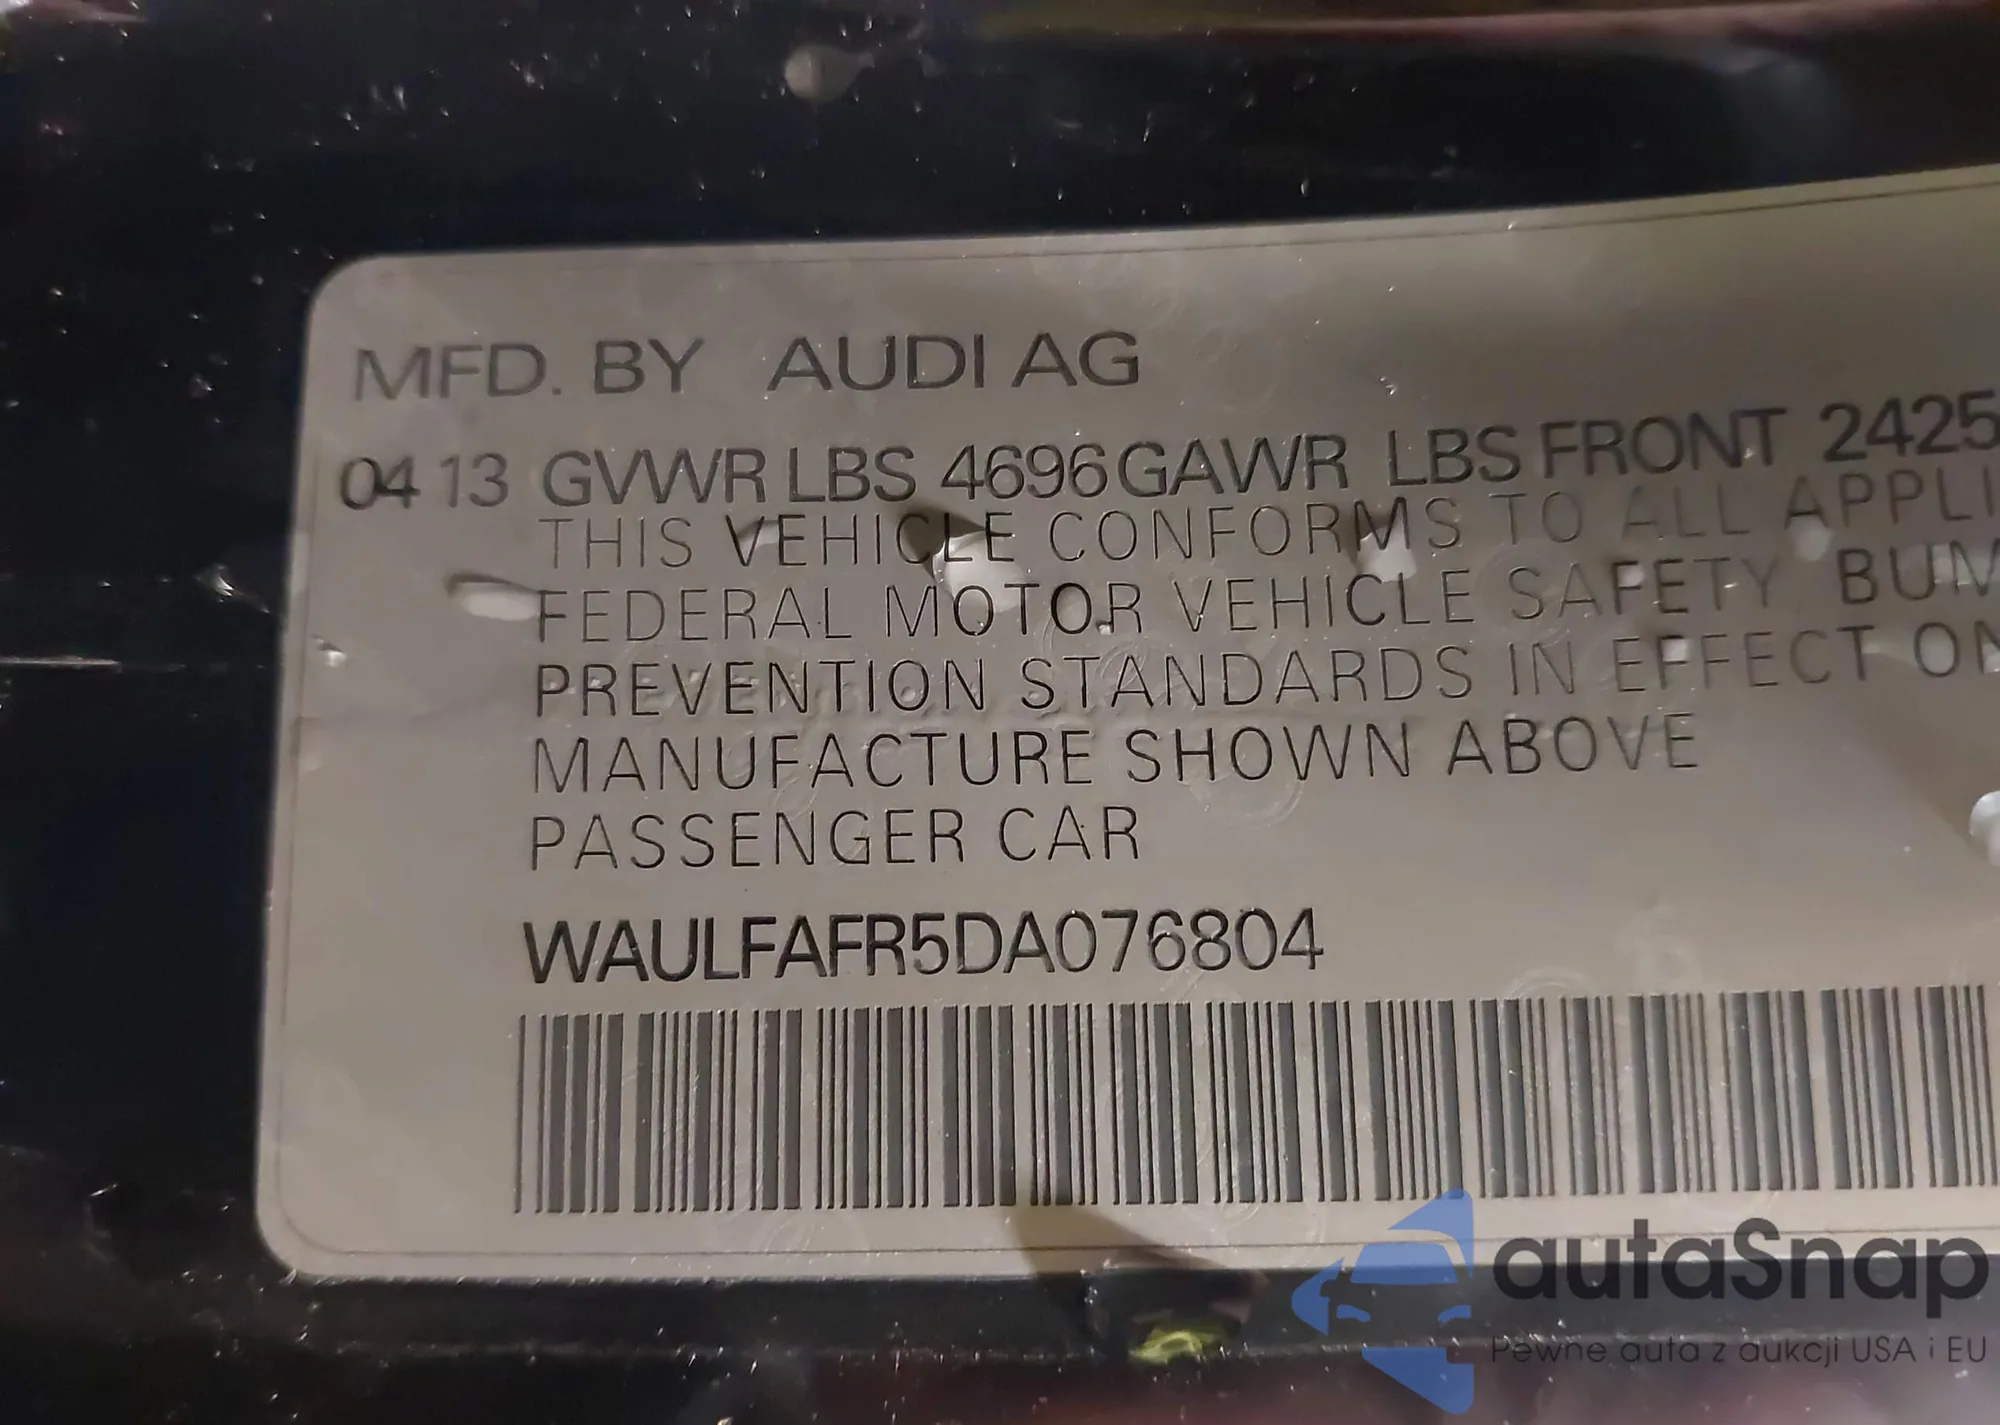 MFD. BY AUDI AG
04 13 GVWR LBS 4696 GAWR LBS FRONT 2425
THIS VEHICLE CONFORMS TO ALL APPLI
FEDERAL MOTOR VEHICLE SAFETY BUM
PREVENTION STANDARDS IN EFFECT ON
MANUFACTURE SHOWN ABOVE
PASSENGER CAR
WAULFAFR5DA076804
autaSnap
Pewne auta z aukcji USA i EU